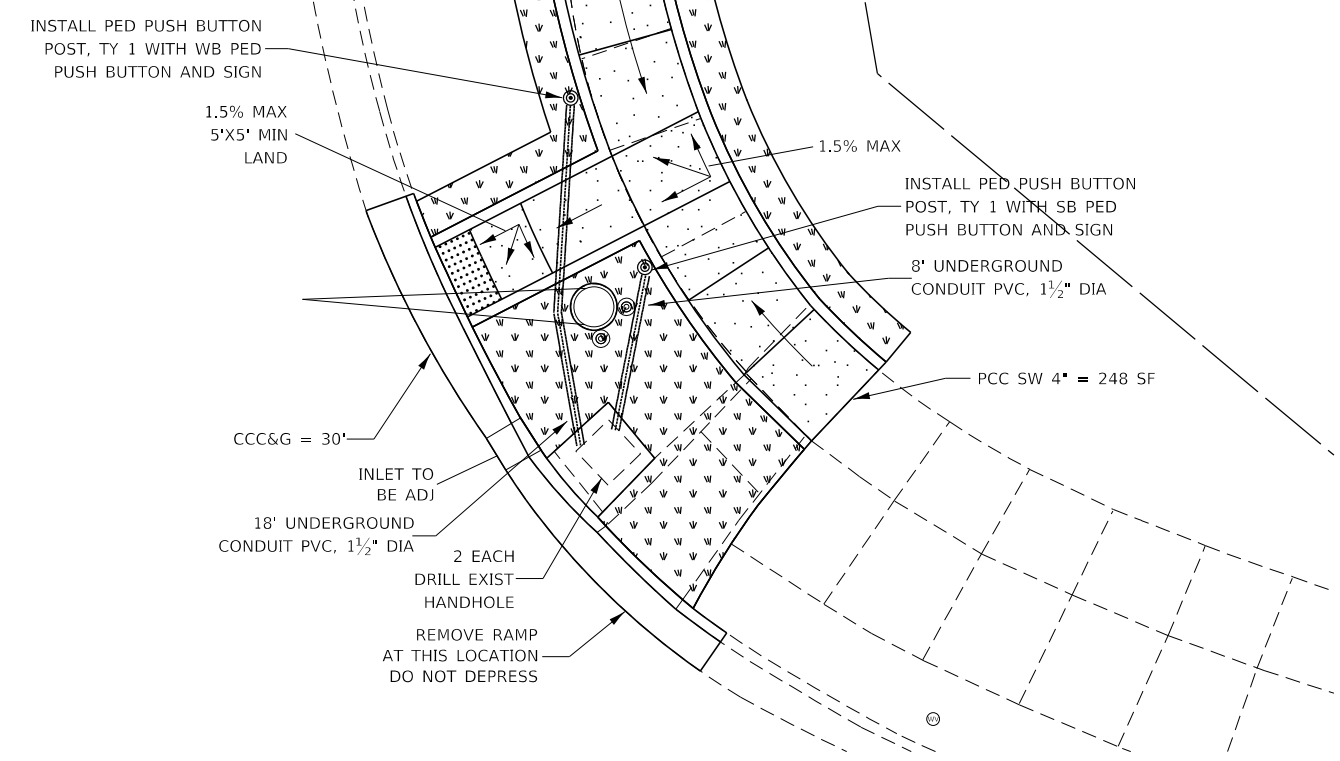 INSTALL PED PUSH BUTTON
POST, TY 1 WITH WB PED
PUSH BUTTON AND SIGN
1.5% MAX
5'X5' MIN
LAND
1.5% MAX
INSTALL PED PUSH BUTTON
POST, TY 1 WITH SB PED
PUSH BUTTON AND SIGN
8' UNDERGROUND
CONDUIT PVC, 1½" DIA
PCC SW 4" = 248 SF
CCC&G = 30'
INLET TO
BE ADJ
18' UNDERGROUND
CONDUIT PVC, 1½" DIA
2 EACH
DRILL EXIST
HANDHOLE
REMOVE RAMP
AT THIS LOCATION
DO NOT DEPRESS
WV